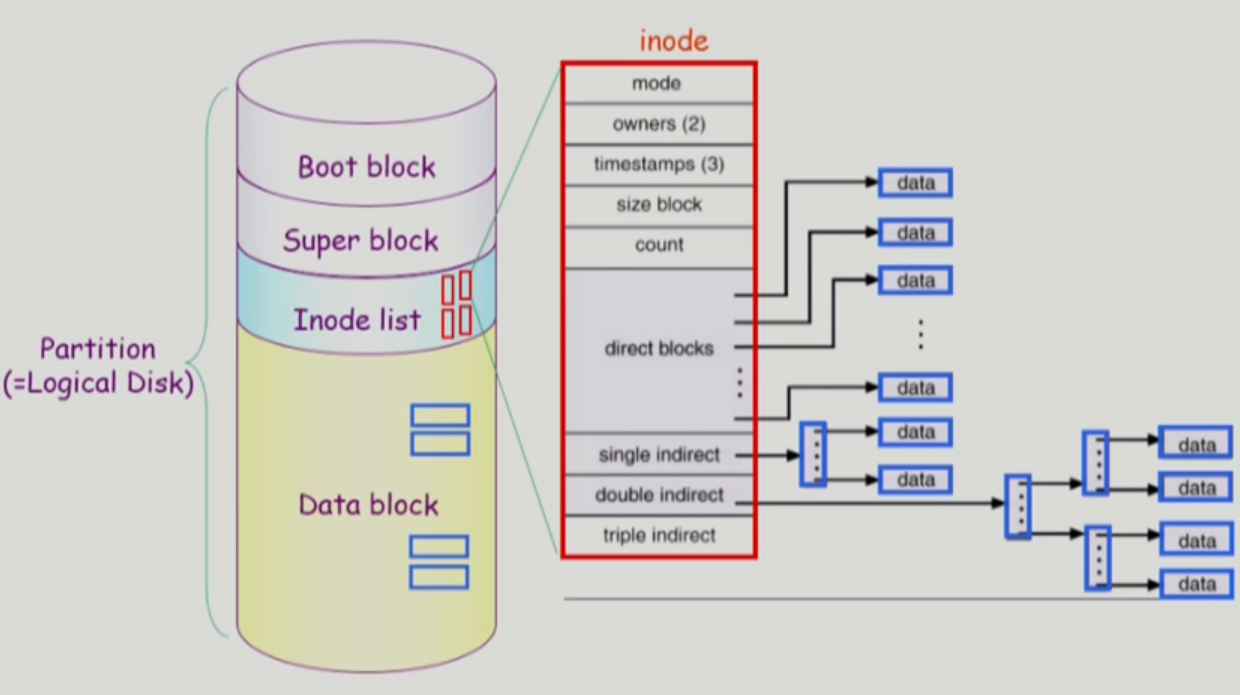 Partition
(=Logical Disk)
Boot block
Super block
Inode list
Data block
inode
mode
owners (2)
timestamps (3)
size block
count
direct blocks
single indirect
double indirect
triple indirect
data
data
data
data
data
data
data
data
data
data